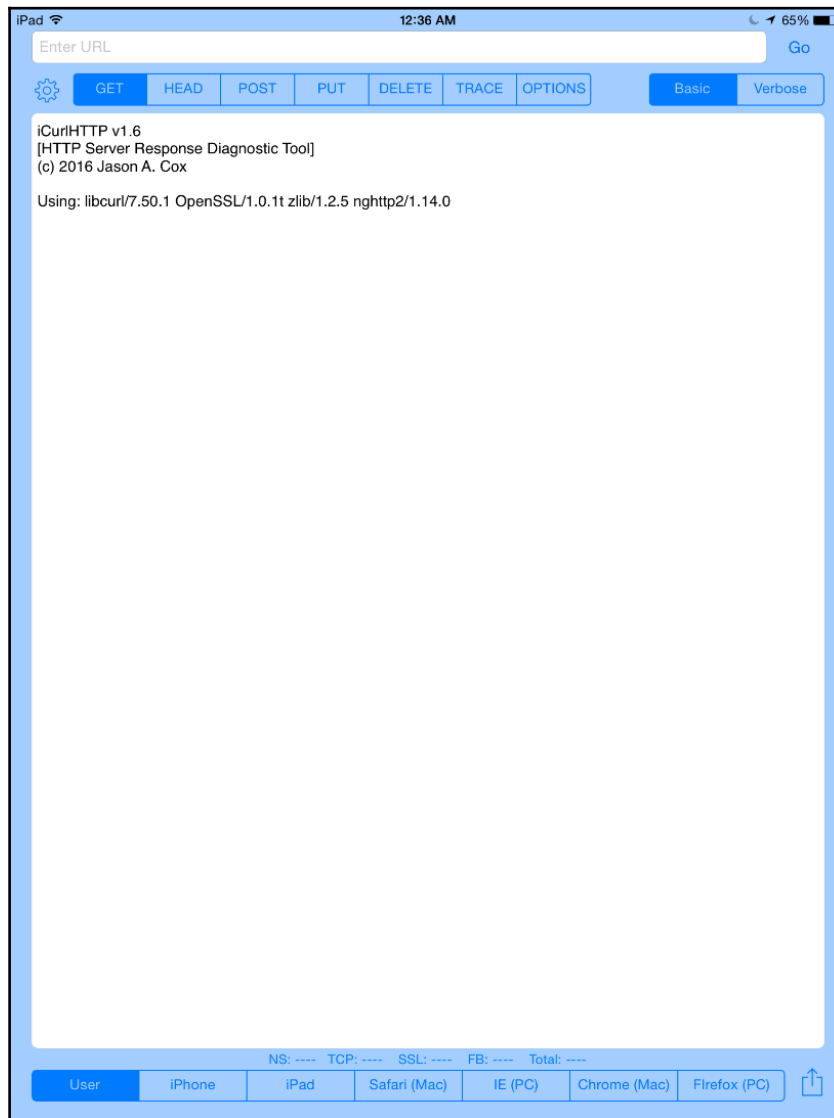 iPad 12:36 AM 65%
Enter URL Go
GET HEAD POST PUT DELETE TRACE OPTIONS Basic Verbose
iCurlHTTP v1.6
[HTTP Server Response Diagnostic Tool]
(c) 2016 Jason A. Cox
Using: libcurl/7.50.1 OpenSSL/1.0.1t zlib/1.2.5 nghttp2/1.14.0
NS: ---- TCP: ---- SSL: ---- FB: ---- Total: ----
User iPhone iPad Safari (Mac) IE (PC) Chrome (Mac) FIrefox (PC)